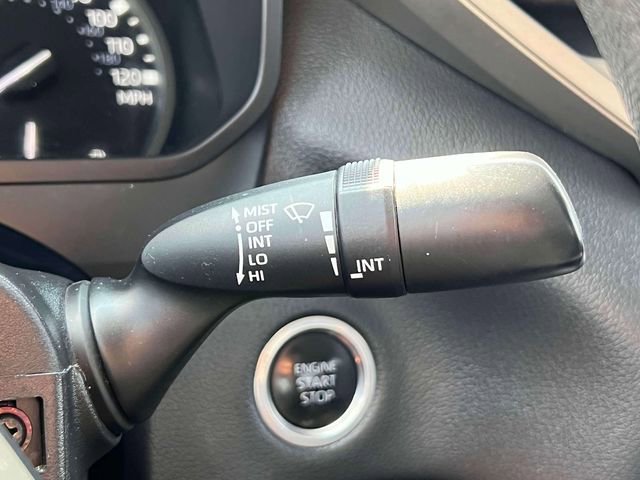 100
110
120
MPH
MIST
OFF
INT
LO
HI
INT
ENGINE
START
STOP